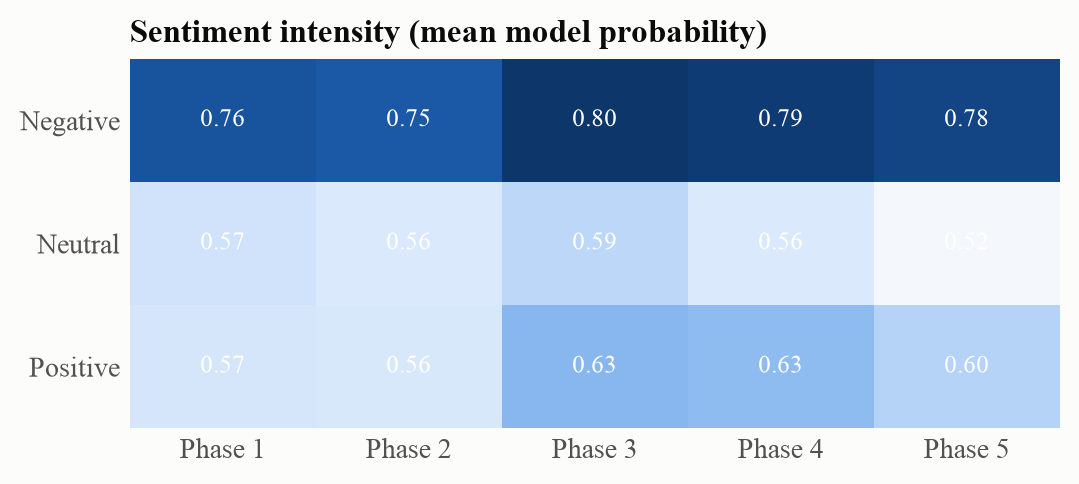 Sentiment intensity (mean model probability)
Negative 0.76 0.75 0.80 0.79 0.78
Neutral 0.57 0.56 0.59 0.56 0.52
Positive 0.57 0.56 0.63 0.63 0.60
Phase 1 Phase 2 Phase 3 Phase 4 Phase 5